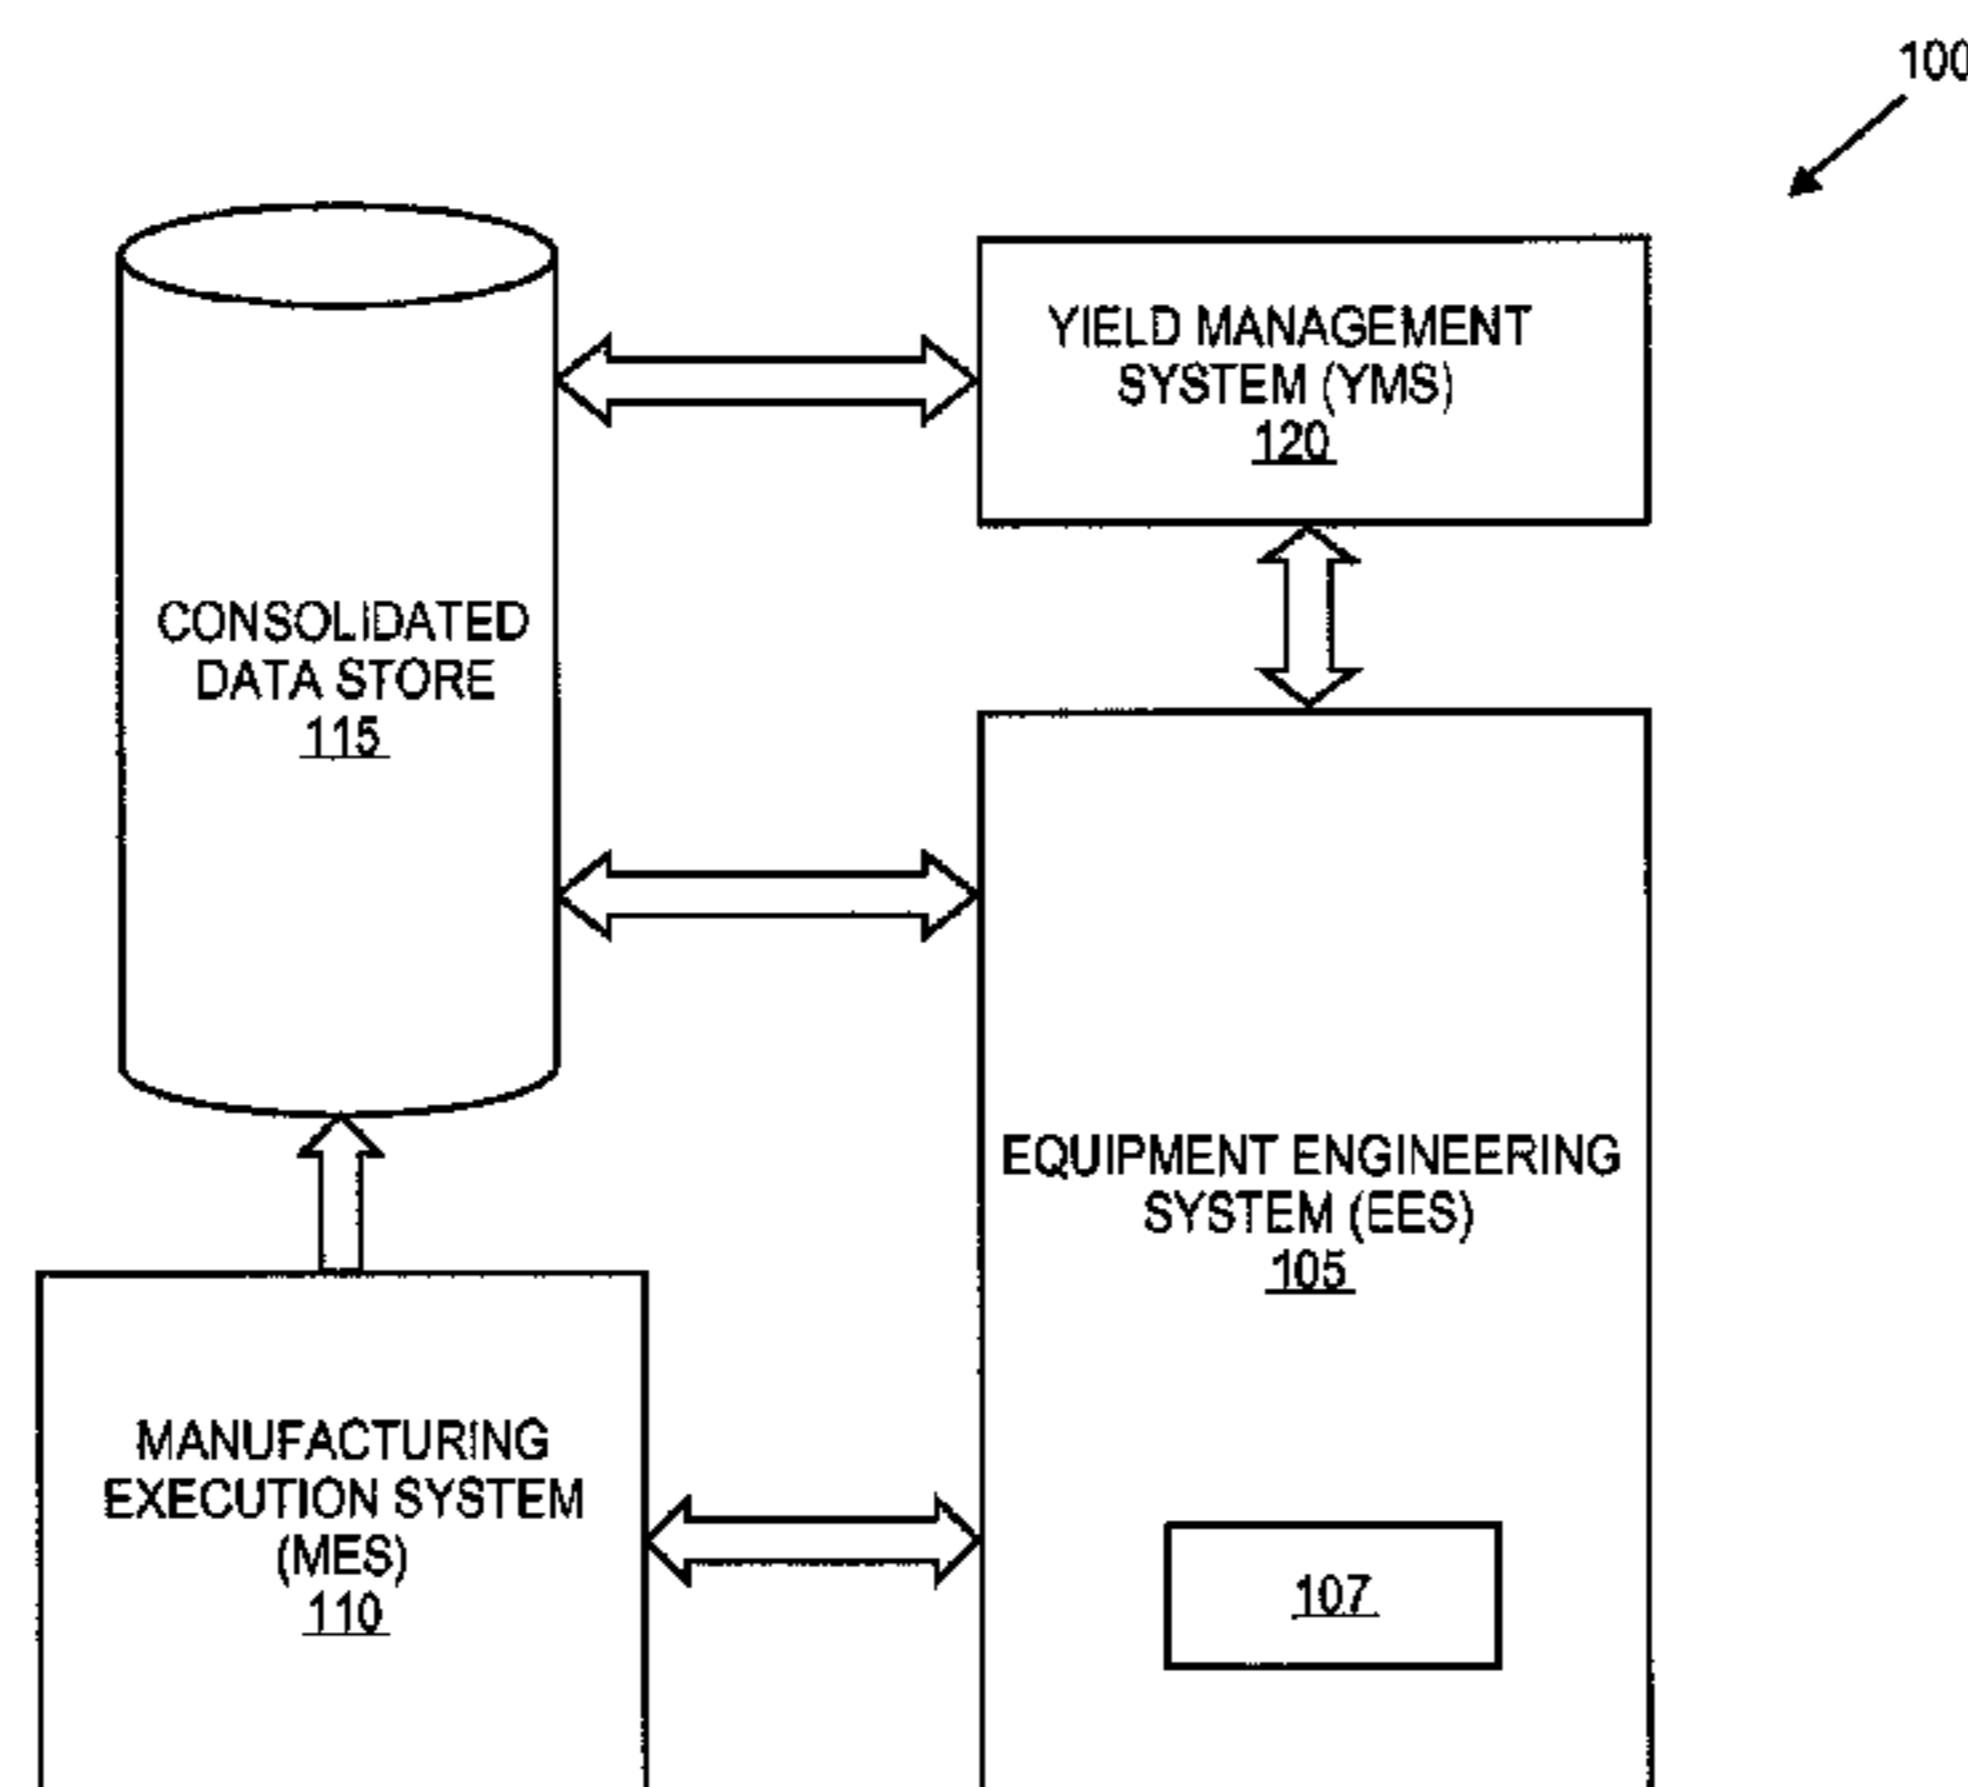 100
YIELD MANAGEMENT
SYSTEM (YMS)
120
CONSOLIDATED
DATA STORE
115
EQUIPMENT ENGINEERING
SYSTEM (EES)
105
MANUFACTURING
EXECUTION SYSTEM
(MES)
110
107